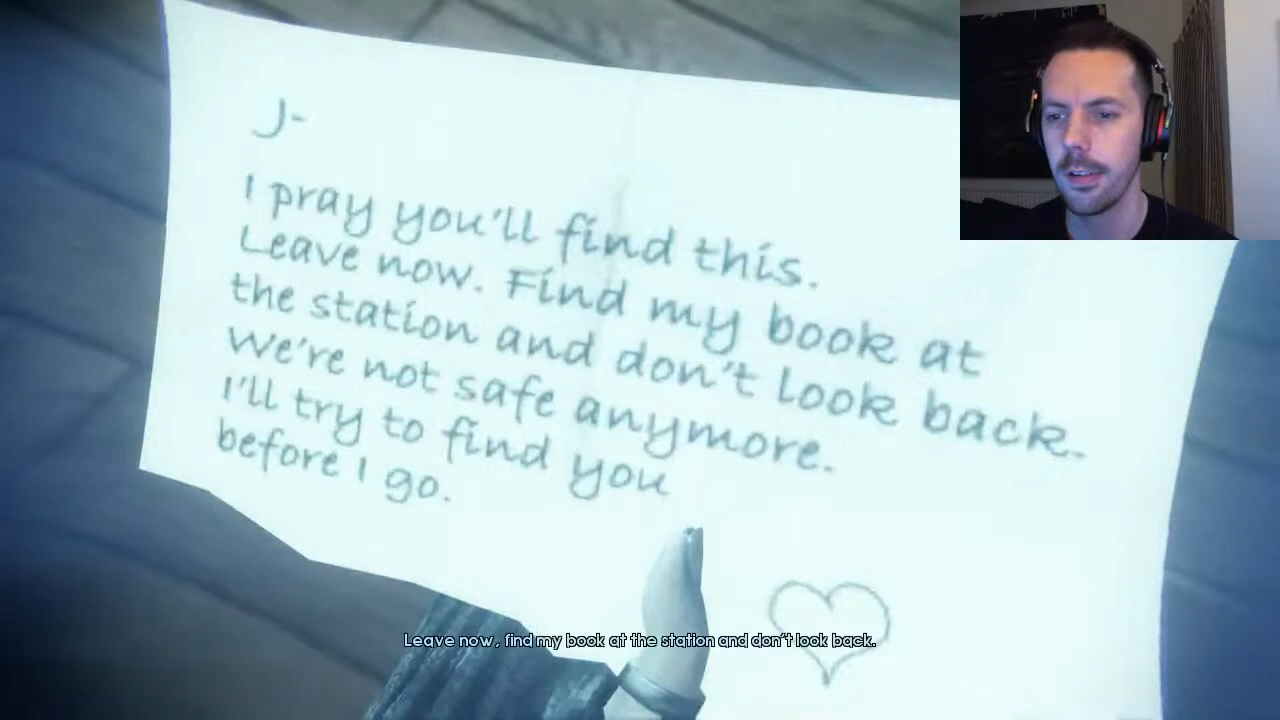 J-
I pray you'll find this.
Leave now. Find my book at
the station and don't look back.
We're not safe anymore.
I'll try to find you
before I go.
Leave now, find my book at the station and don't look back.